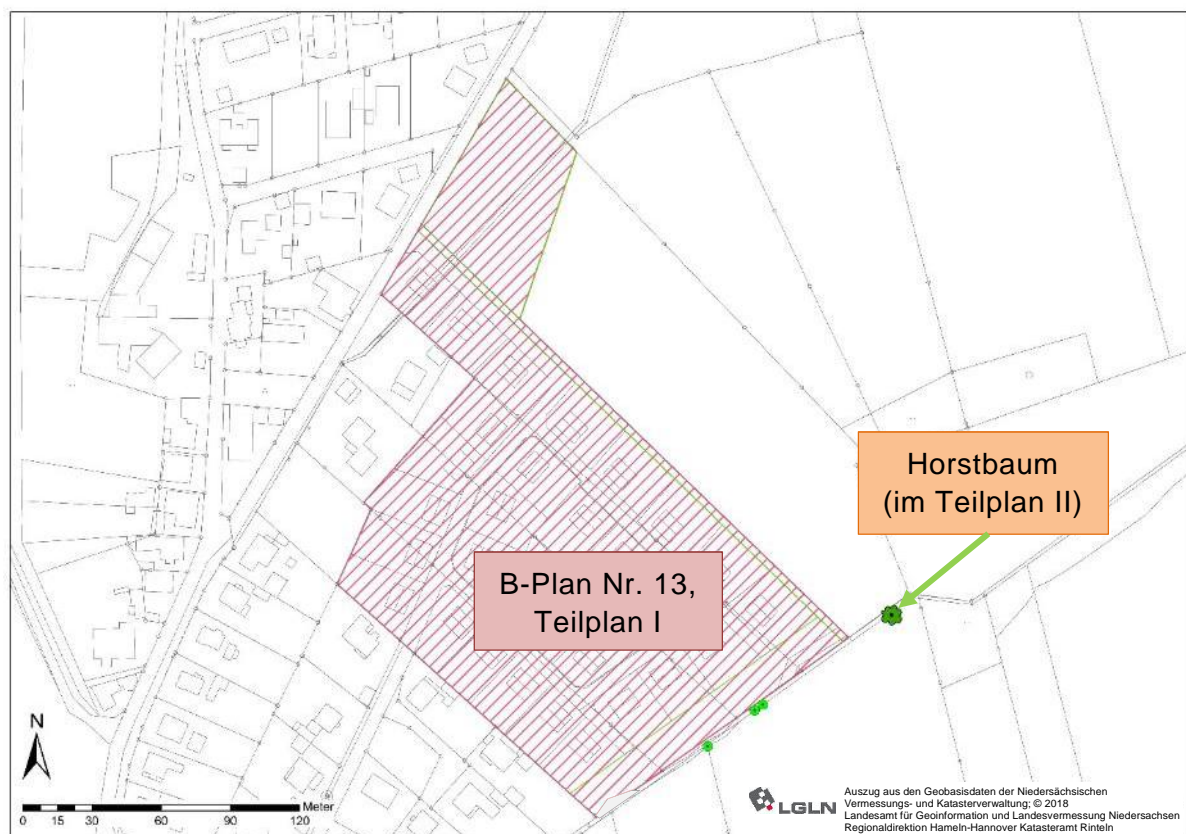 Horstbaum
(im Teilplan II)
B-Plan Nr. 13,
Teilplan I
N
Meter
0 15 30 60 90 120
LGLN
Auszug aus den Geobasisdaten der Niedersächsischen
Vermessungs- und Katasterverwaltung; © 2018
Landesamt für Geoinformation und Landesvermessung Niedersachsen
Regionaldirektion Hameln-Hannover Katasteramt Rinteln